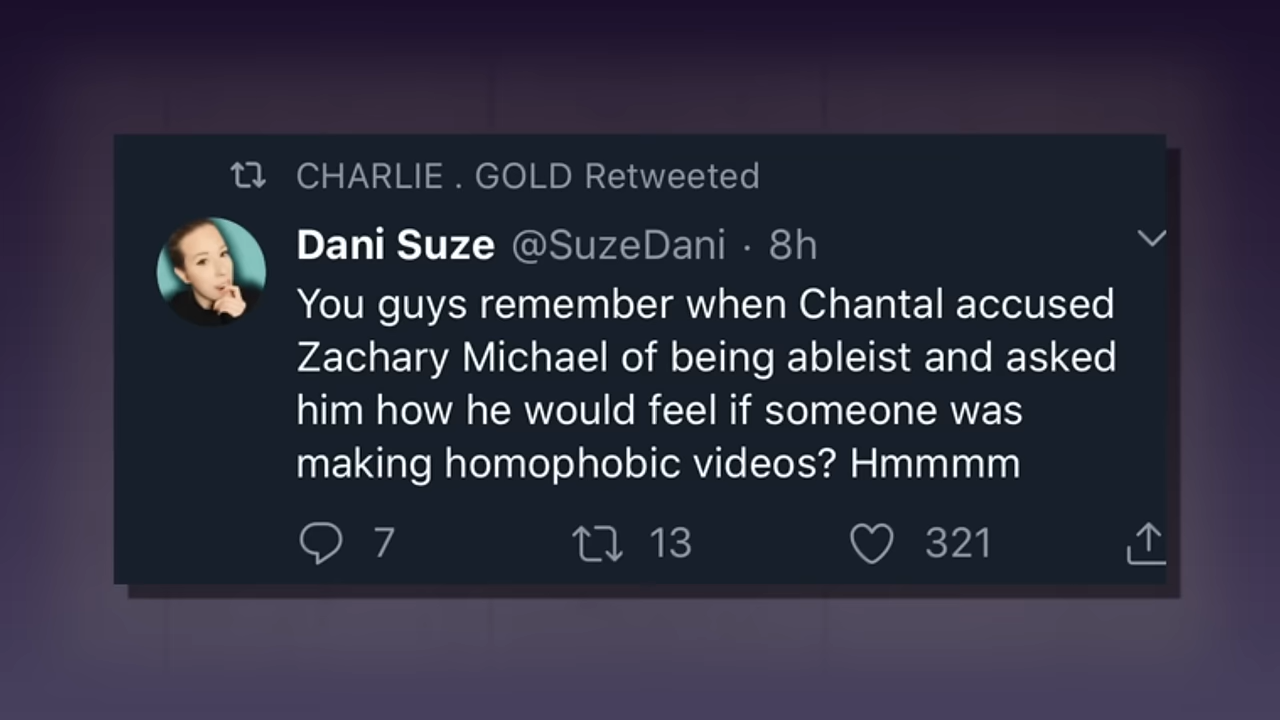 CHARLIE . GOLD Retweeted
Dani Suze @SuzeDani · 8h
You guys remember when Chantal accused
Zachary Michael of being ableist and asked
him how he would feel if someone was
making homophobic videos? Hmmmm
7 13 321